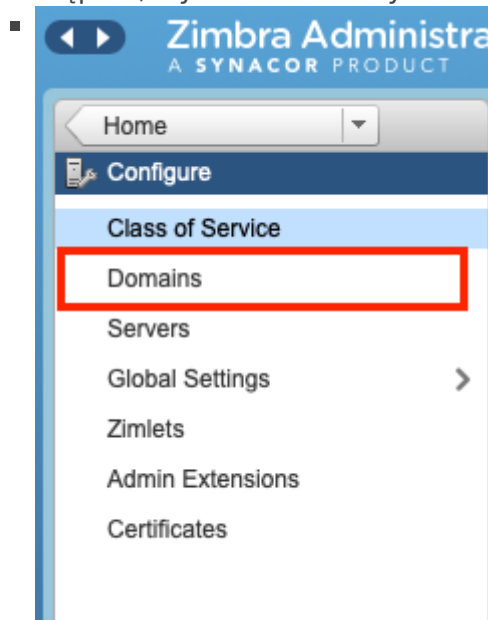 Zimbra Administra
A SYNACOR PRODUCT
Home
Configure
Class of Service
Domains
Servers
Global Settings
Zimlets
Admin Extensions
Certificates